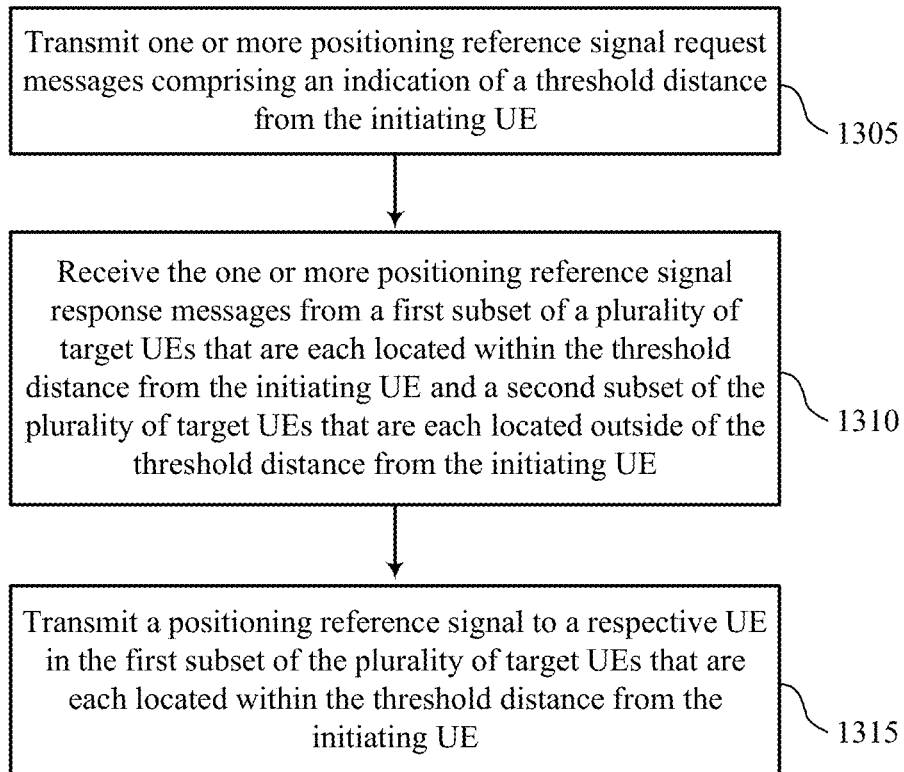 Transmit one or more positioning reference signal request
messages comprising an indication of a threshold distance
from the initiating UE
1305
Receive the one or more positioning reference signal
response messages from a first subset of a plurality of
target UEs that are each located within the threshold
distance from the initiating UE and a second subset of the
plurality of target UEs that are each located outside of the
threshold distance from the initiating UE
1310
Transmit a positioning reference signal to a respective UE
in the first subset of the plurality of target UEs that are
each located within the threshold distance from the
initiating UE
1315